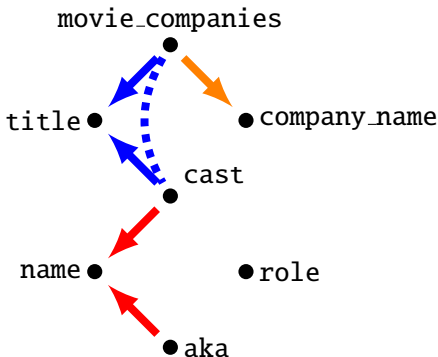 movie_companies
title
company_name
cast
name
role
aka